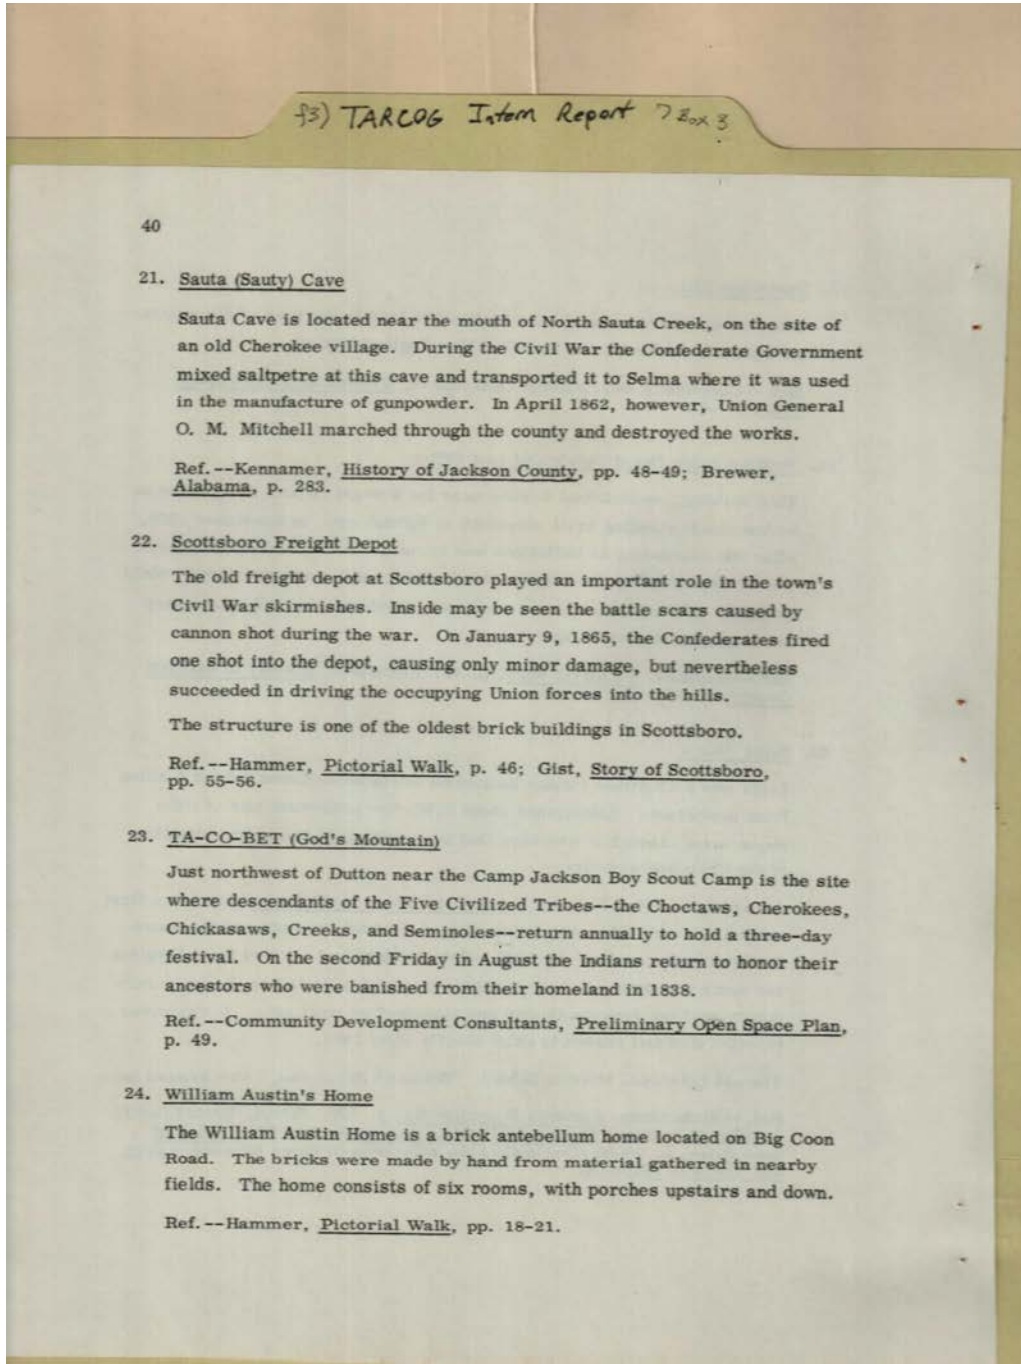 f3) TARCOG Intern Report > Box 3
40
21. Sauta (Sauty) Cave
Sauta Cave is located near the mouth of North Sauta Creek, on the site of
an old Cherokee village. During the Civil War the Confederate Government
mixed saltpetre at this cave and transported it to Selma where it was used
in the manufacture of gunpowder. In April 1862, however, Union General
O. M. Mitchell marched through the county and destroyed the works.
Ref.--Kennamer, History of Jackson County, pp. 48-49; Brewer,
Alabama, p. 283.
22. Scottsboro Freight Depot
The old freight depot at Scottsboro played an important role in the town's
Civil War skirmishes. Inside may be seen the battle scars caused by
cannon shot during the war. On January 9, 1865, the Confederates fired
one shot into the depot, causing only minor damage, but nevertheless
succeeded in driving the occupying Union forces into the hills.
The structure is one of the oldest brick buildings in Scottsboro.
Ref.--Hammer, Pictorial Walk, p. 46; Gist, Story of Scottsboro,
pp. 55-56.
23. TA-CO-BET (God's Mountain)
Just northwest of Dutton near the Camp Jackson Boy Scout Camp is the site
where descendants of the Five Civilized Tribes--the Choctaws, Cherokees,
Chickasaws, Creeks, and Seminoles--return annually to hold a three-day
festival. On the second Friday in August the Indians return to honor their
ancestors who were banished from their homeland in 1838.
Ref.--Community Development Consultants, Preliminary Open Space Plan,
p. 49.
24. William Austin's Home
The William Austin Home is a brick antebellum home located on Big Coon
Road. The bricks were made by hand from material gathered in nearby
fields. The home consists of six rooms, with porches upstairs and down.
Ref.--Hammer, Pictorial Walk, pp. 18-21.